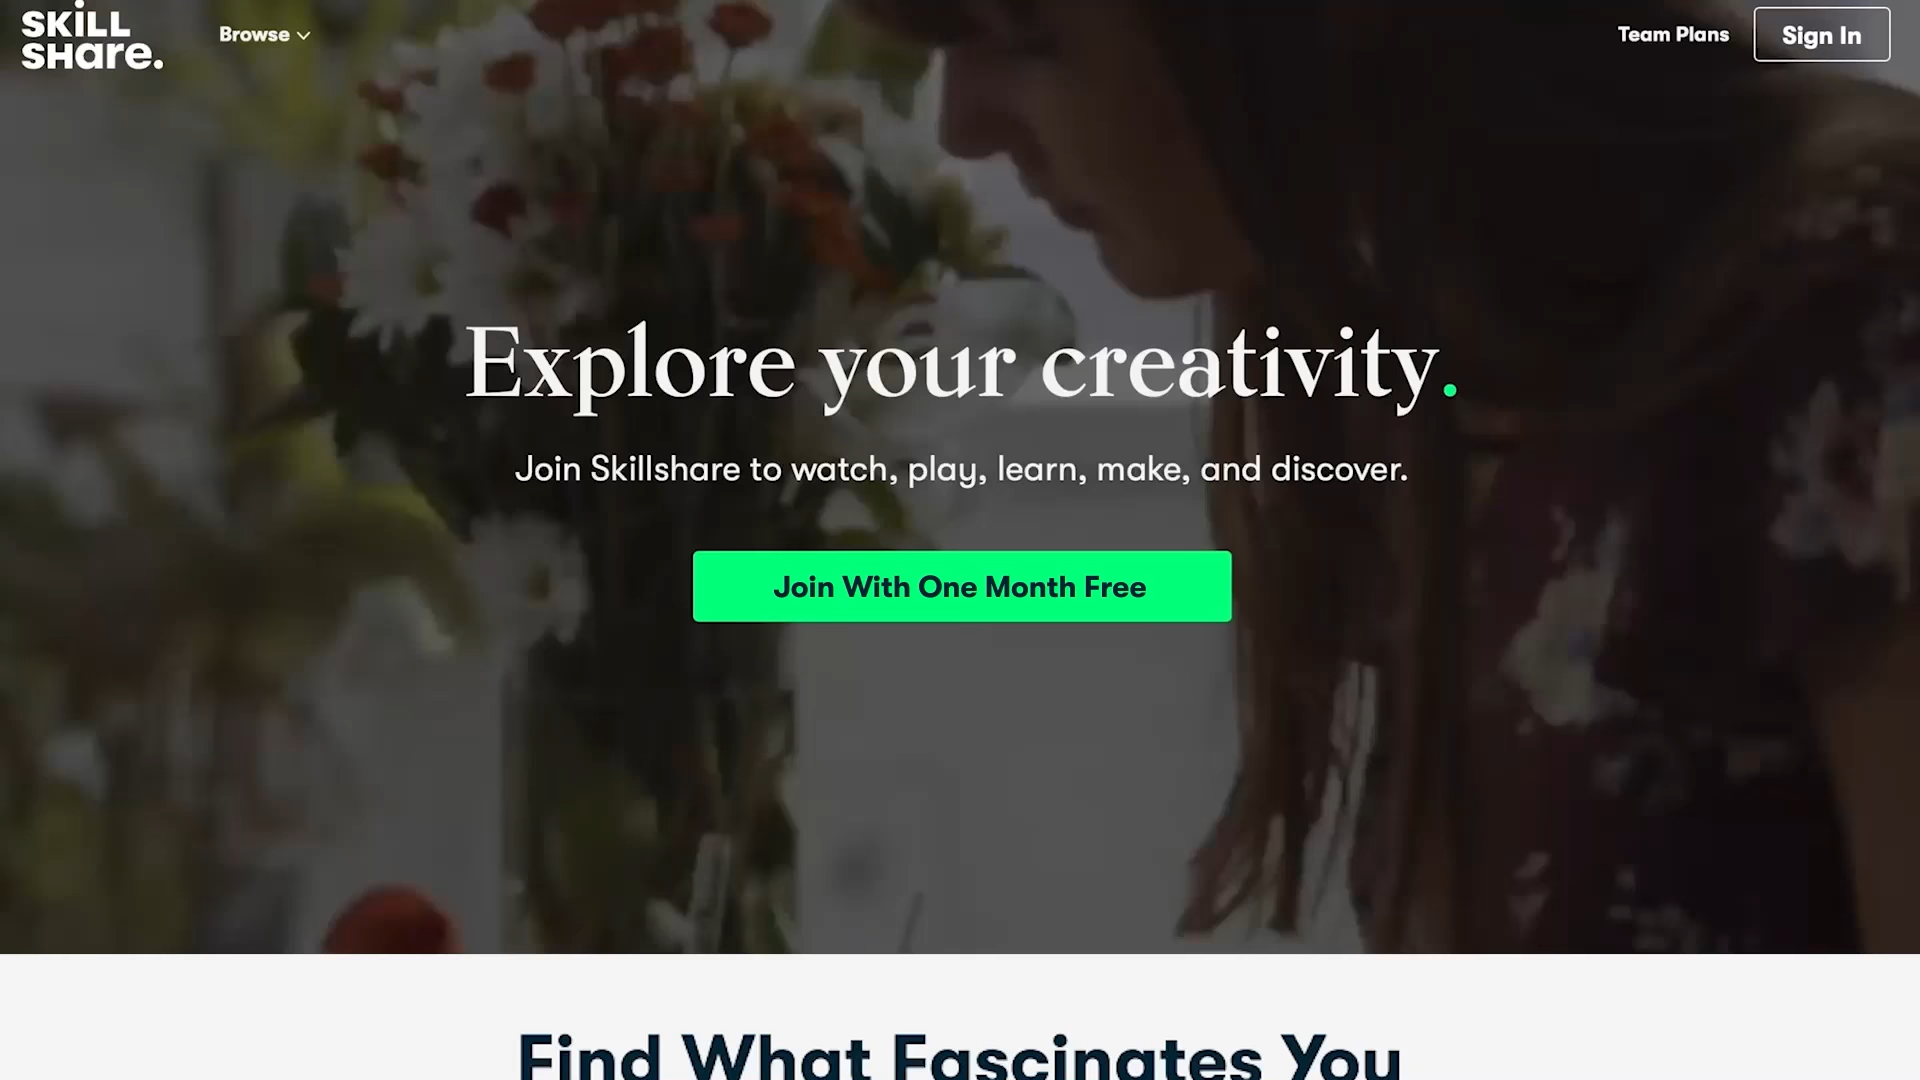 SKILL
SHare.
Browse
Team Plans
Sign In
Explore your creativity.
Join Skillshare to watch, play, learn, make, and discover.
Join With One Month Free
Find What Fascinates You